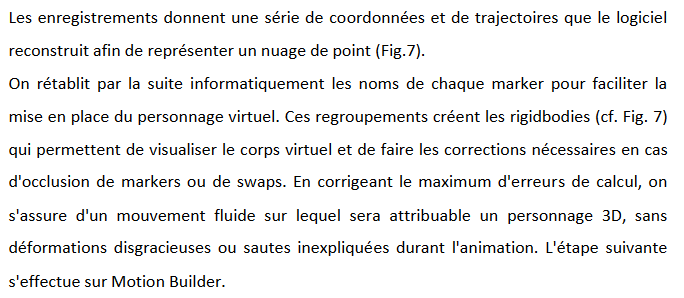 Les enregistrements donnent une série de coordonnées et de trajectoires que le logiciel
reconstruit afin de représenter un nuage de point (Fig.7).
On rétablit par la suite informatiquement les noms de chaque marker pour faciliter la
mise en place du personnage virtuel. Ces regroupements créent les rigidbodies (cf. Fig. 7)
qui permettent de visualiser le corps virtuel et de faire les corrections nécessaires en cas
d'occlusion de markers ou de swaps. En corrigeant le maximum d'erreurs de calcul, on
s'assure d'un mouvement fluide sur lequel sera attribuable un personnage 3D, sans
déformations disgracieuses ou sautes inexpliquées durant l'animation. L'étape suivante
s'effectue sur Motion Builder.